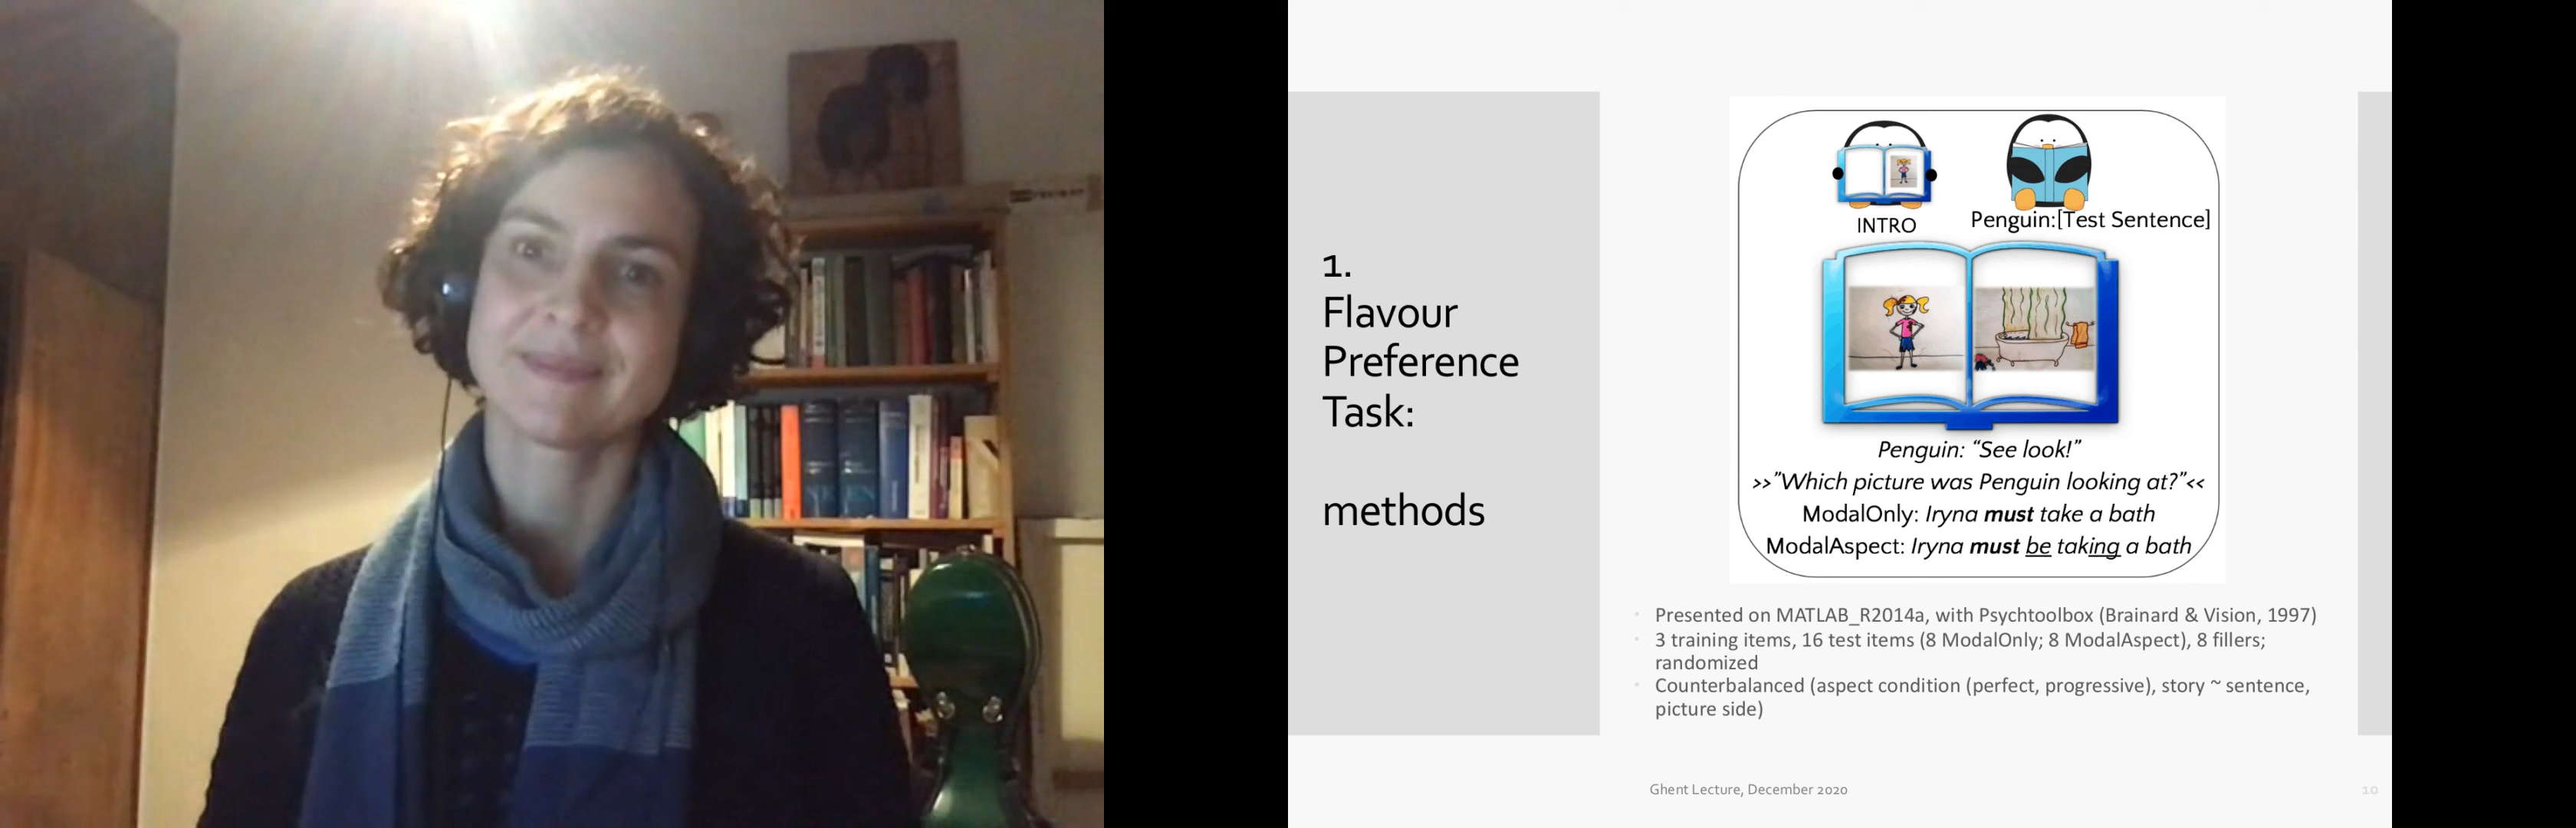 1.
Flavour
Preference
Task:
methods
INTRO
Penguin:[Test Sentence]
Penguin: “See look!”
>>”Which picture was Penguin looking at?”<<
ModalOnly: Iryna must take a bath
ModalAspect: Iryna must be taking a bath
Presented on MATLAB_R2014a, with Psychtoolbox (Brainard & Vision, 1997)
3 training items, 16 test items (8 ModalOnly; 8 ModalAspect), 8 fillers;
randomized
Counterbalanced (aspect condition (perfect, progressive), story ~ sentence,
picture side)
Ghent Lecture, December 2020
10